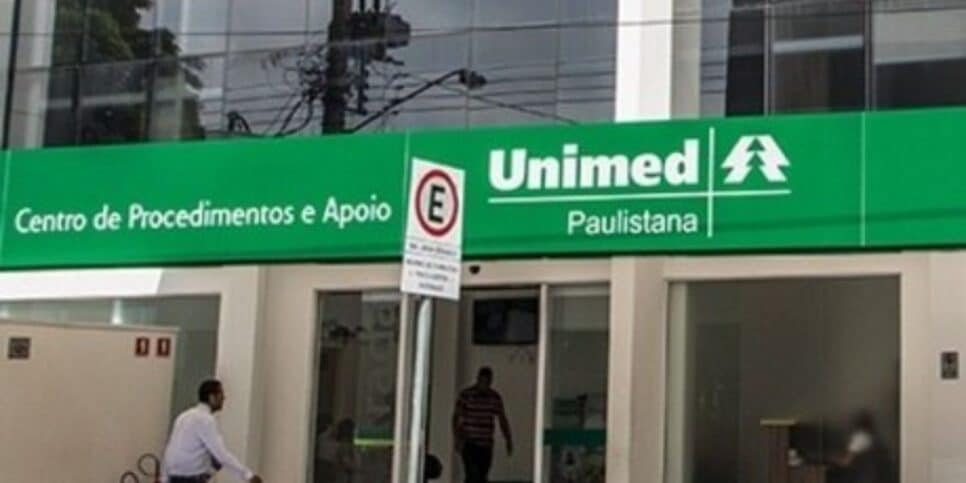 Centro de Procedimentos e Apoio
Unimed
Paulistana
E